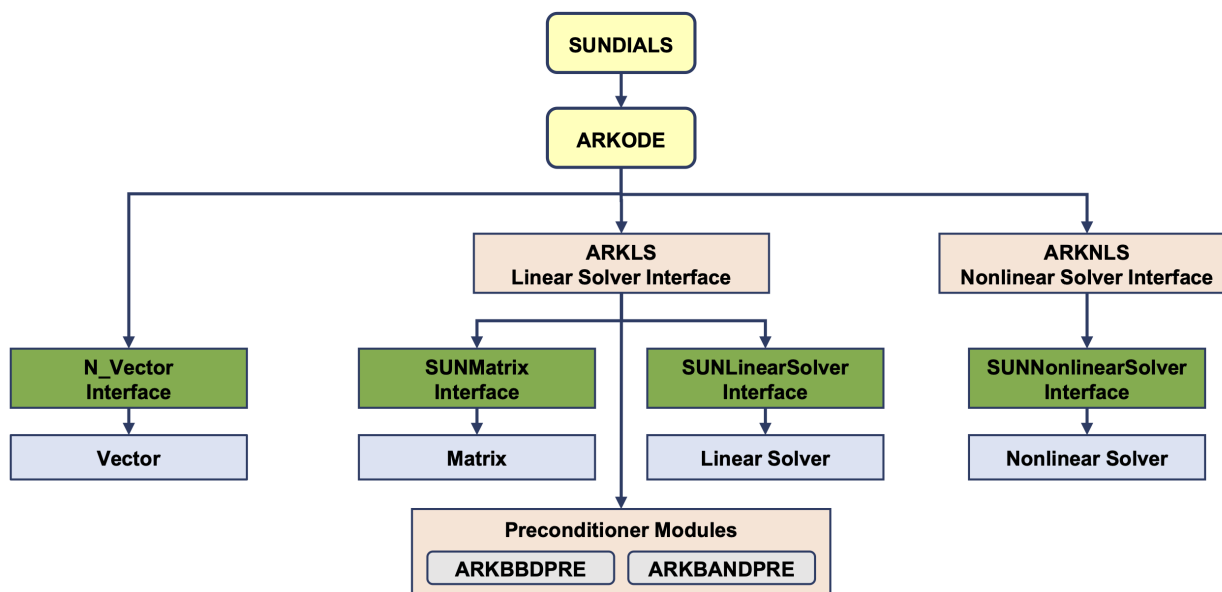 SUNDIALS
ARKODE
ARKLS
Linear Solver Interface
ARKNLS
Nonlinear Solver Interface
N_Vector
Interface
SUNMatrix
Interface
SUNLinearSolver
Interface
SUNNonlinearSolver
Interface
Vector
Matrix
Linear Solver
Nonlinear Solver
Preconditioner Modules
ARKBBDPRE
ARKBANDPRE